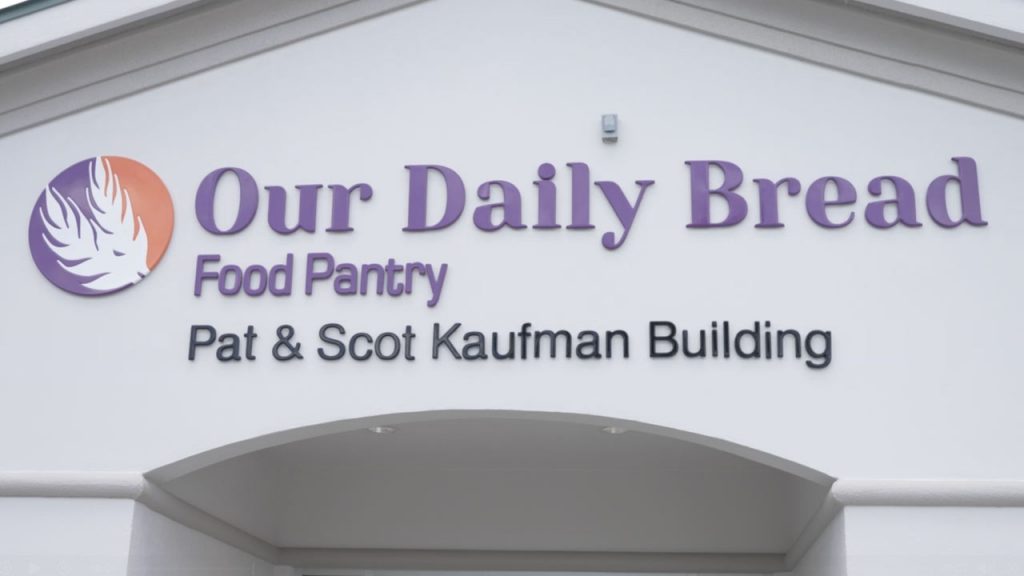 Our Daily Bread
Food Pantry
Pat & Scot Kaufman Building